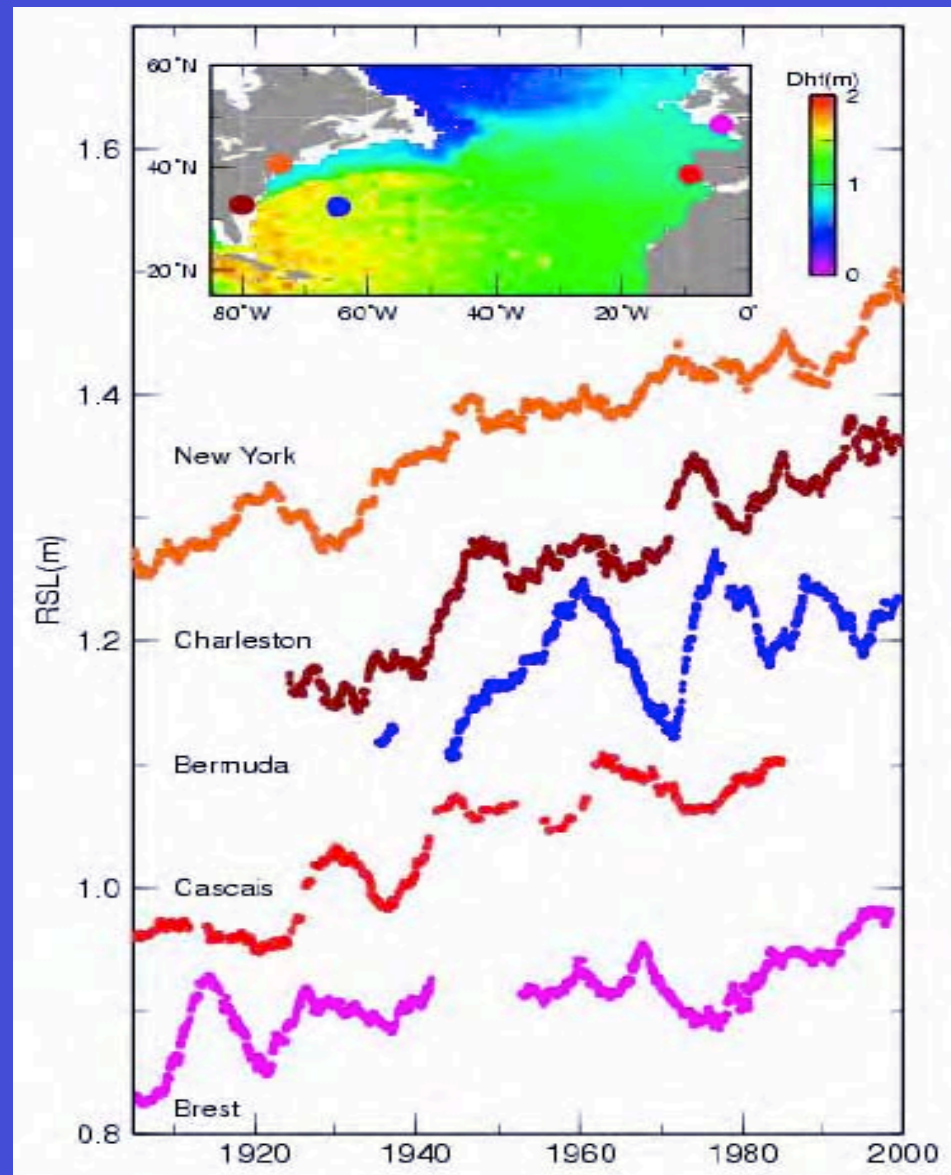 60°N
40°N
20°N
80°W 60°W 40°W 20°W 0°
Dht(m)
2
1
0
1.6
1.4
1.2
1.0
0.8
RSL(m)
New York
Charleston
Bermuda
Cascais
Brest
1920 1940 1960 1980 2000